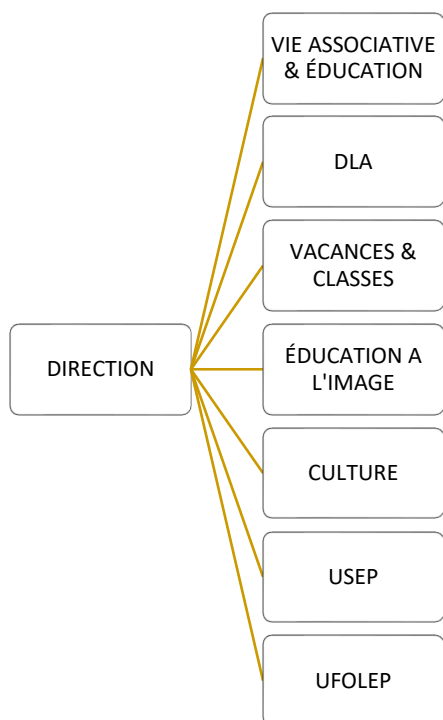 VIE ASSOCIATIVE
& ÉDUCATION
DLA
VACANCES &
CLASSES
DIRECTION
ÉDUCATION A
L'IMAGE
CULTURE
USEP
UFOLEP